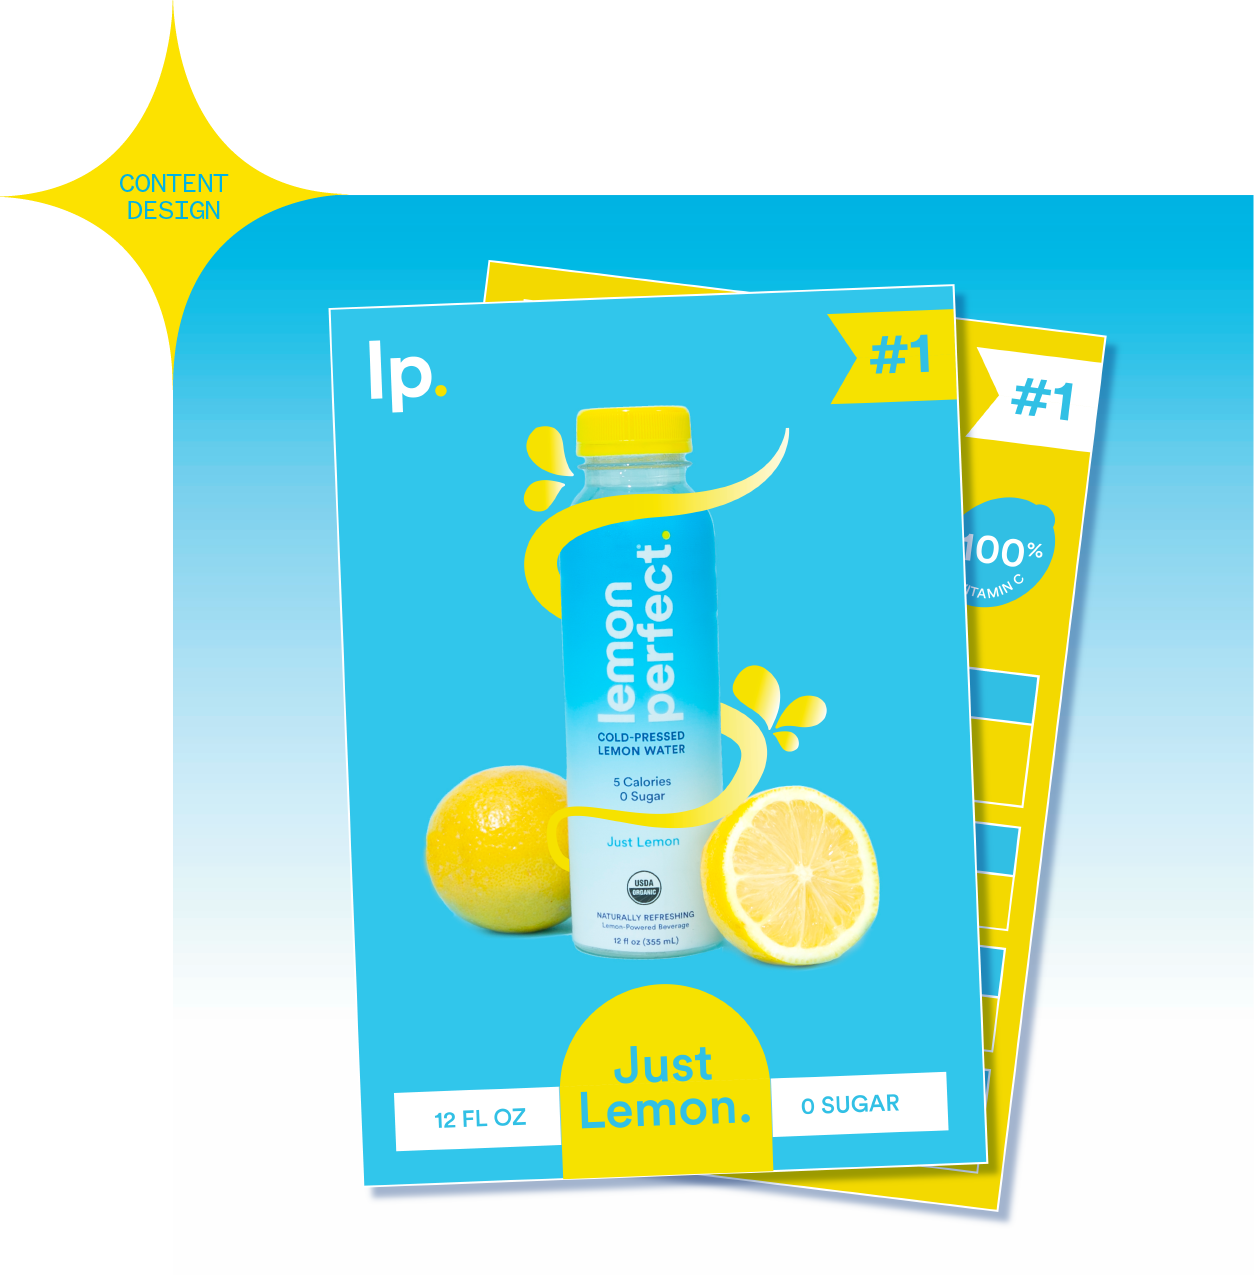 CONTENT
DESIGN
lp.
#1
#1
lemon
perfect.
COLD-PRESSED
LEMON WATER
5 Calories
0 Sugar
Just Lemon
USDA
ORGANIC
NATURALLY REFRESHING
Lemon-Powered Beverage
12 fl oz (355 mL)
100%
ITAMIN C
Just
Lemon.
12 FL OZ
0 SUGAR